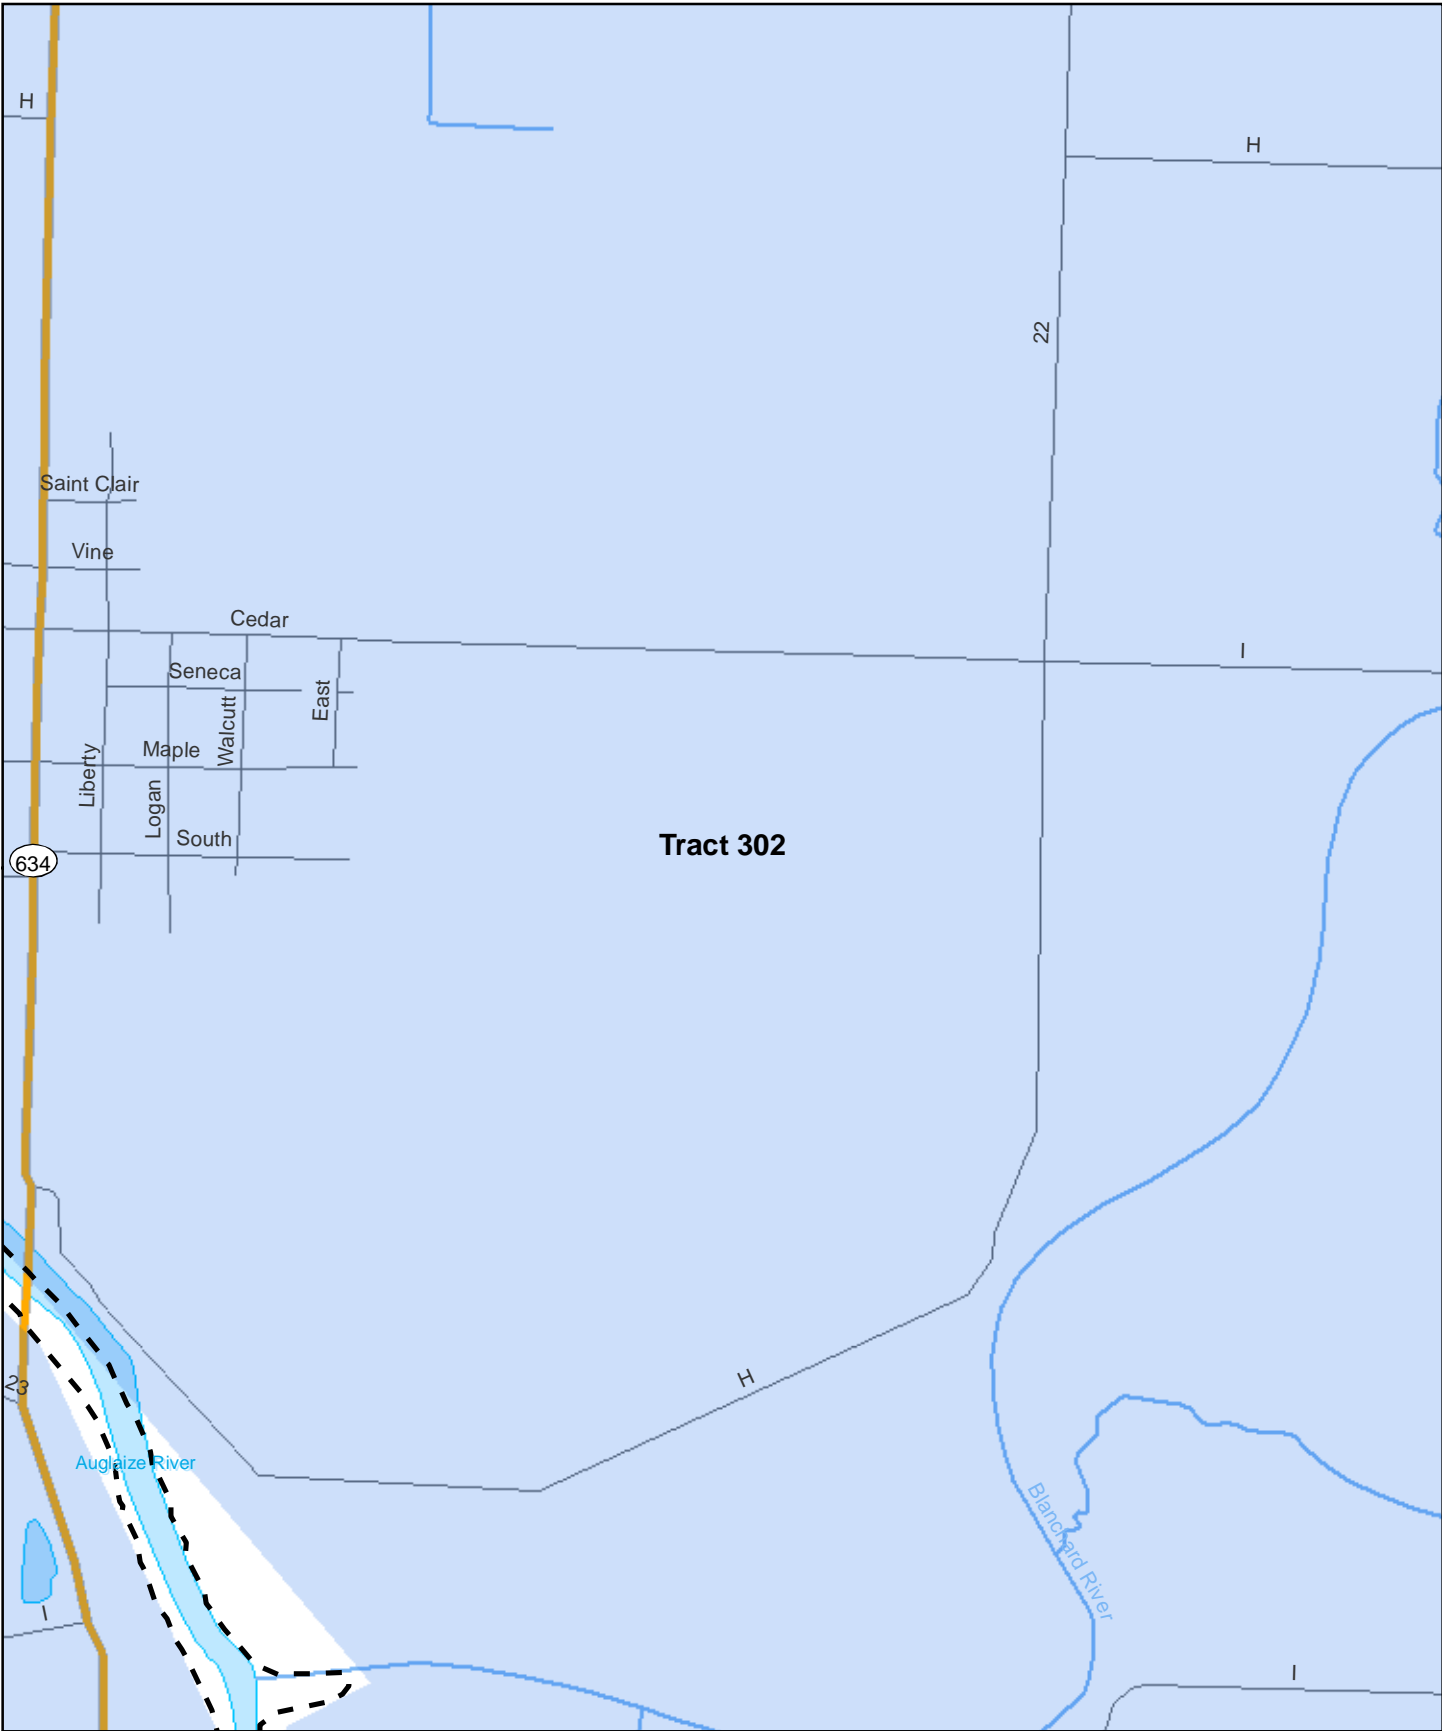 H
H
22
Saint Clair
Vine
Cedar
I
Seneca
East
Walcutt
Maple
Liberty
Logan
South
Tract 302
634
H
23
Auglaize River
Blanchard River
I
I